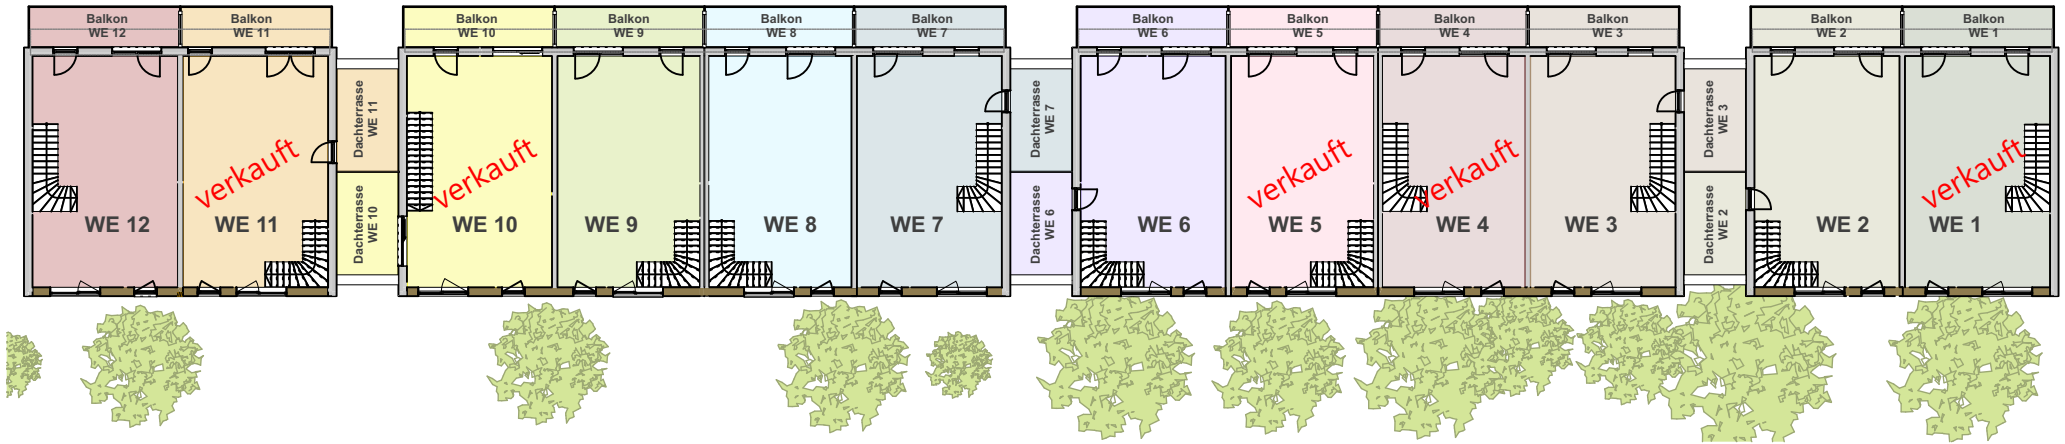 Balkon
WE 12
Balkon
WE 11
Balkon
WE 10
Balkon
WE 9
Balkon
WE 8
Balkon
WE 7
Balkon
WE 6
Balkon
WE 5
Balkon
WE 4
Balkon
WE 3
Balkon
WE 2
Balkon
WE 1
Dachterrasse
WE 11
Dachterrasse
WE 10
Dachterrasse
WE 7
Dachterrasse
WE 6
Dachterrasse
WE 3
Dachterrasse
WE 2
verkauft
verkauft
verkauft
verkauft
verkauft
WE 12
WE 11
WE 10
WE 9
WE 8
WE 7
WE 6
WE 5
WE 4
WE 3
WE 2
WE 1